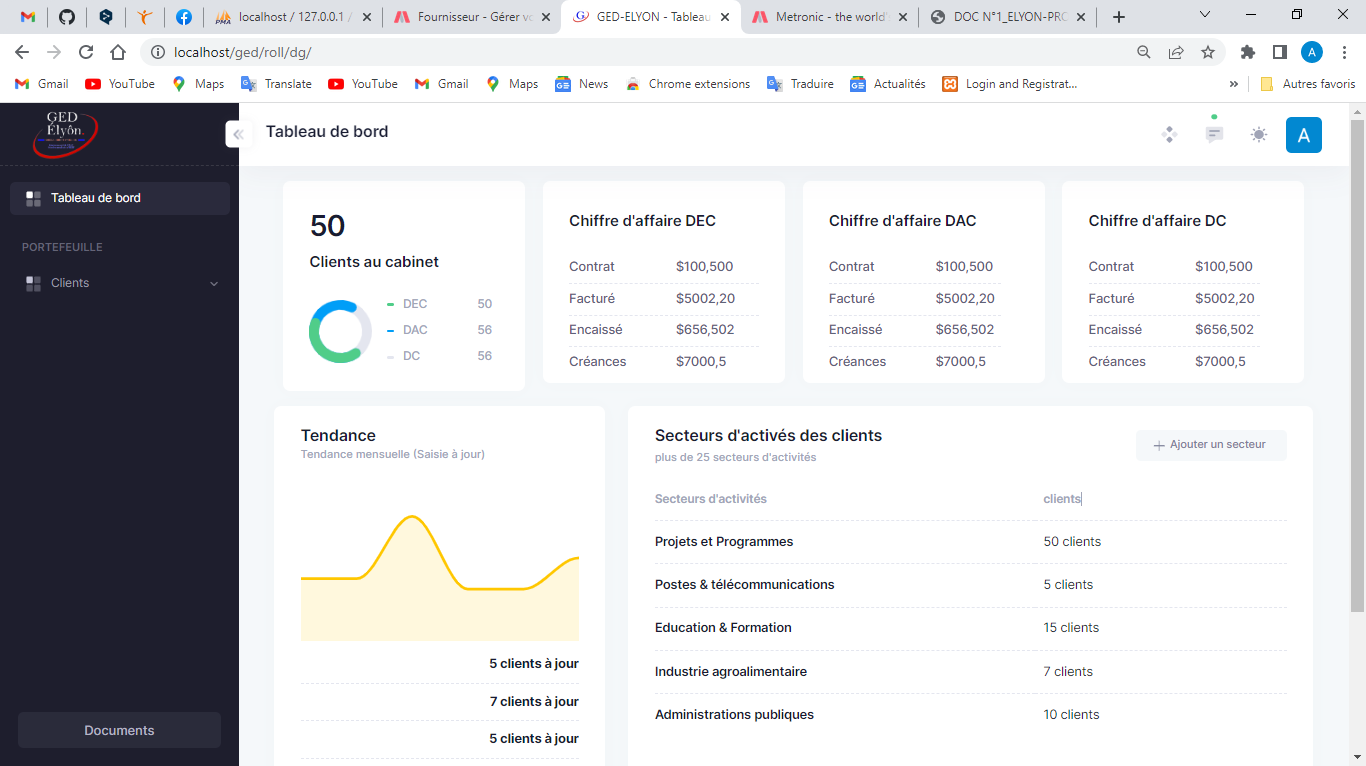 localhost / 127.0.0.1 /
Fournisseur - Gérer vo
GED-ELYON - Tableau
Metronic - the world's
DOC N°1_ELYON-PRO
localhost/ged/roll/dg/
A
Gmail
YouTube
Maps
Translate
YouTube
Gmail
Maps
News
Chrome extensions
Traduire
Actualités
Login and Registrat...
»
Autres favoris
GED
Élyôn
Tableau de bord
A
Tableau de bord
PORTEFEUILLE
Clients
Documents
50
Clients au cabinet
DEC 50
DAC 56
DC 56
Chiffre d'affaire DEC
Contrat $100,500
Facturé $5002,20
Encaissé $656,502
Créances $7000,5
Chiffre d'affaire DAC
Contrat $100,500
Facturé $5002,20
Encaissé $656,502
Créances $7000,5
Chiffre d'affaire DC
Contrat $100,500
Facturé $5002,20
Encaissé $656,502
Créances $7000,5
Tendance
Tendance mensuelle (Saisie à jour)
5 clients à jour
7 clients à jour
5 clients à jour
Secteurs d'activés des clients
plus de 25 secteurs d'activités
Ajouter un secteur
Secteurs d'activités clients
Projets et Programmes 50 clients
Postes & télécommunications 5 clients
Education & Formation 15 clients
Industrie agroalimentaire 7 clients
Administrations publiques 10 clients